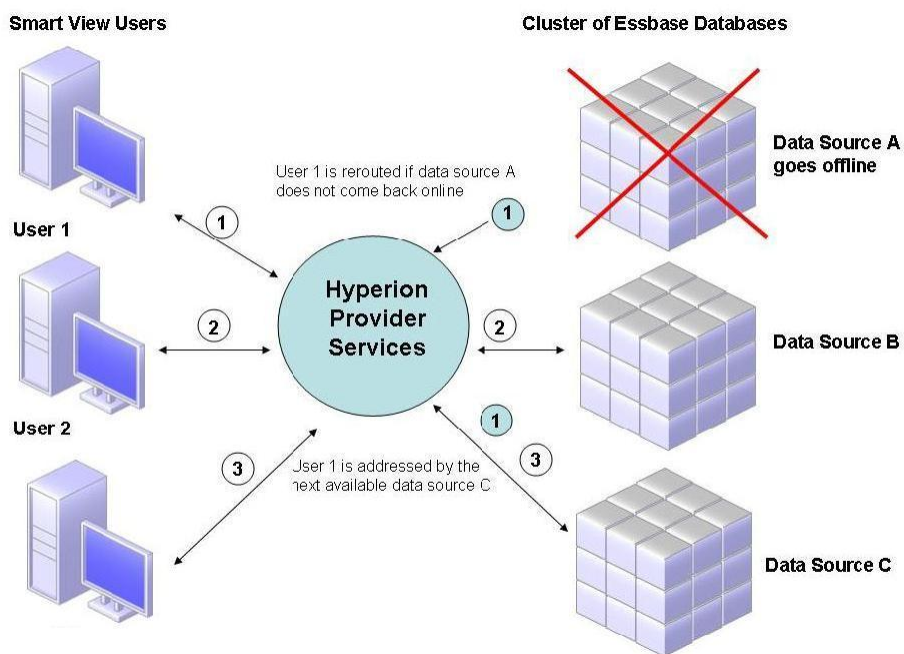 Smart View Users
Cluster of Essbase Databases
Data Source A
goes offline
User 1 is rerouted if data source A
does not come back online
1
1
User 1
Hyperion
Provider
Services
2
2
Data Source B
User 2
1
3
3
User 1 is addressed by the
next available data source C
Data Source C